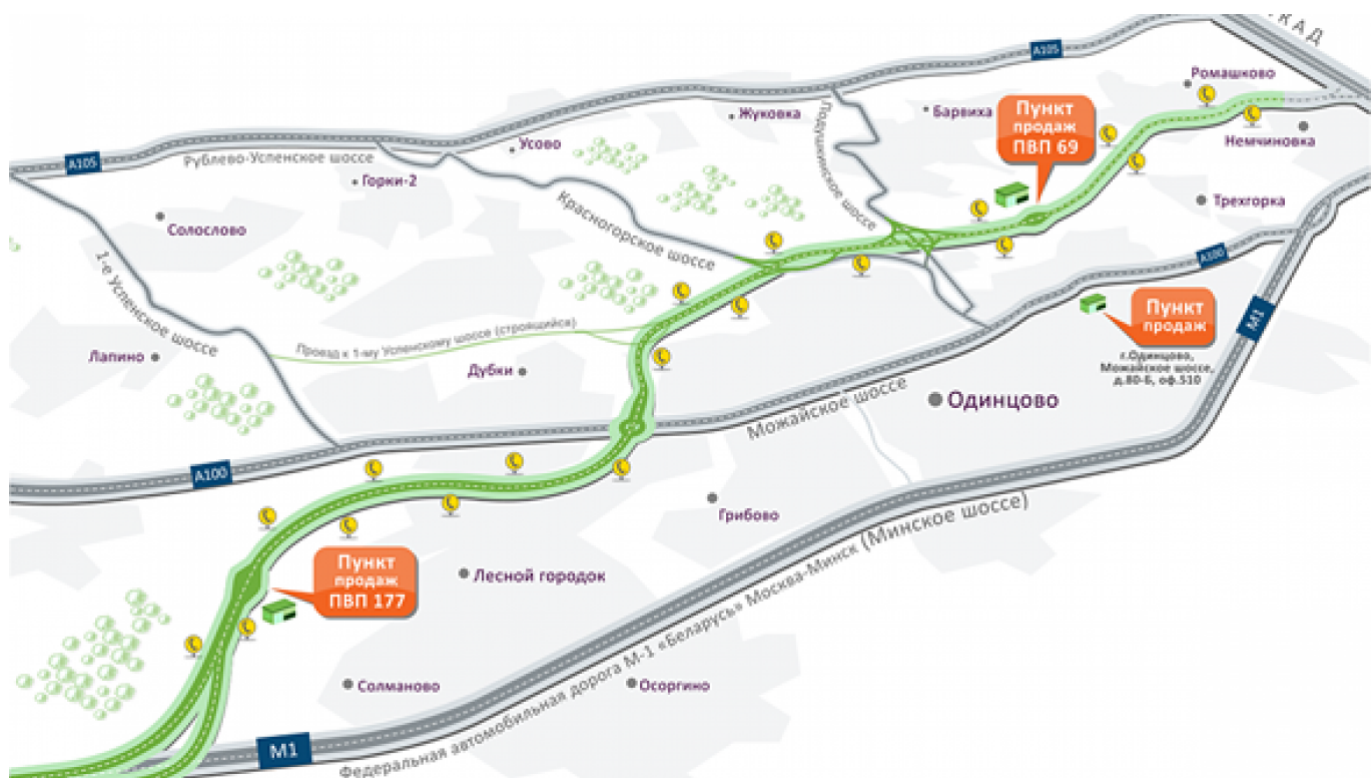 КАД
А105
Ромашково
Пункт
продаж
ПВП 69
Барвиха
Жуковка
Подушкинское шоссе
Немчиновка
Усово
А105
Рублево-Успенское шоссе
Горки-2
Трехгорка
Солослово
Красногорское шоссе
1-е Успенское шоссе
А100
Пункт
продаж
М1
г.Одинцово,
Можайское шоссе,
д.80-Б, оф.510
Проезд к 1-му Успенскому шоссе (строящийся)
Лапино
Дубки
Одинцово
Можайское шоссе
А100
Грибово
Пункт
продаж
ПВП 177
Лесной городок
Федеральная автомобильная дорога М-1 «Беларусь» Москва-Минск (Минское шоссе)
Солманово
Осоргино
М1